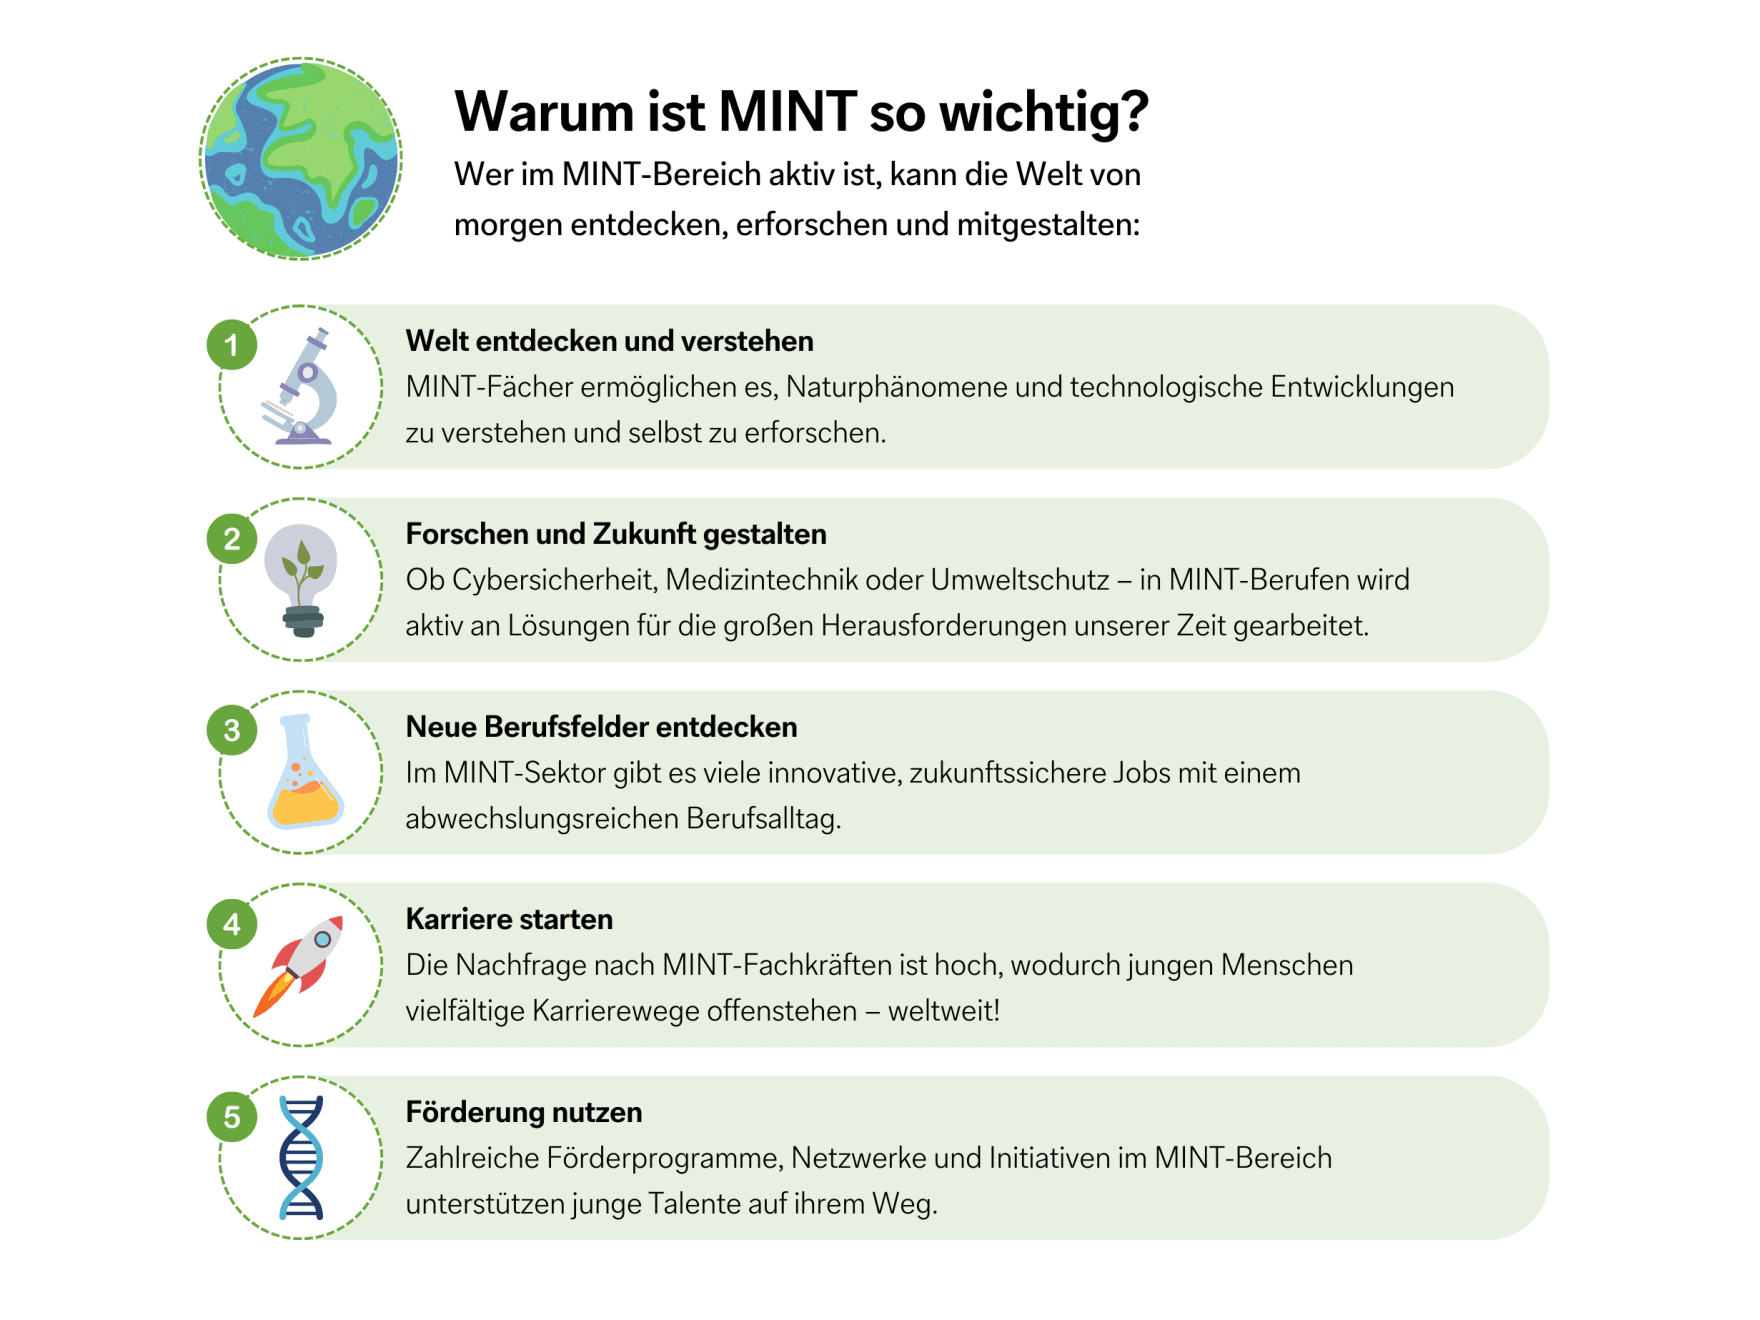 Warum ist MINT so wichtig?
Wer im MINT-Bereich aktiv ist, kann die Welt von
morgen entdecken, erforschen und mitgestalten:
1
Welt entdecken und verstehen
MINT-Fächer ermöglichen es, Naturphänomene und technologische Entwicklungen
zu verstehen und selbst zu erforschen.
2
Forschen und Zukunft gestalten
Ob Cybersicherheit, Medizintechnik oder Umweltschutz – in MINT-Berufen wird
aktiv an Lösungen für die großen Herausforderungen unserer Zeit gearbeitet.
3
Neue Berufsfelder entdecken
Im MINT-Sektor gibt es viele innovative, zukunftssichere Jobs mit einem
abwechslungsreichen Berufsalltag.
4
Karriere starten
Die Nachfrage nach MINT-Fachkräften ist hoch, wodurch jungen Menschen
vielfältige Karrierewege offenstehen – weltweit!
5
Förderung nutzen
Zahlreiche Förderprogramme, Netzwerke und Initiativen im MINT-Bereich
unterstützen junge Talente auf ihrem Weg.